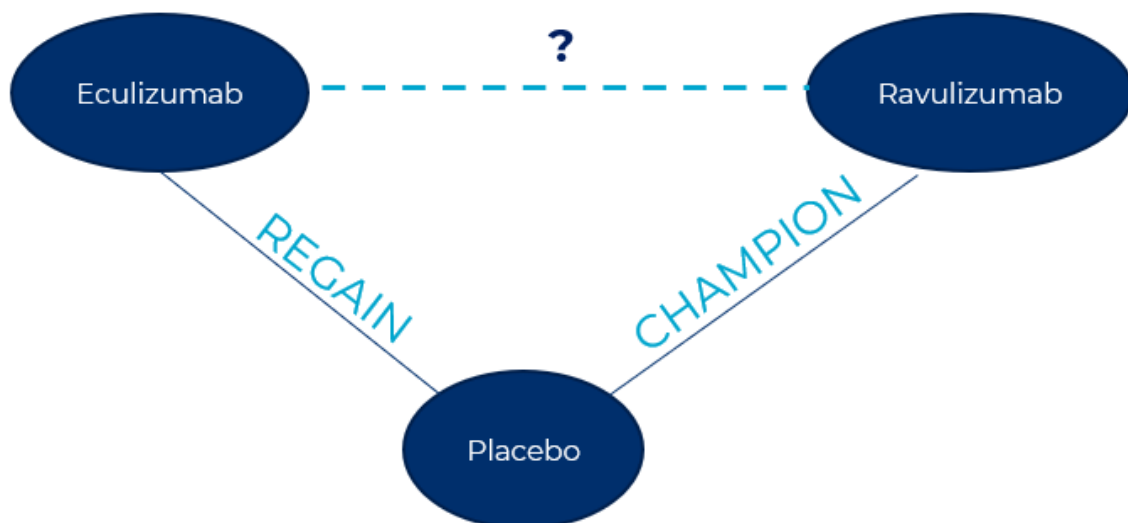 ?
Eculizumab
Ravulizumab
REGAIN
CHAMPION
Placebo